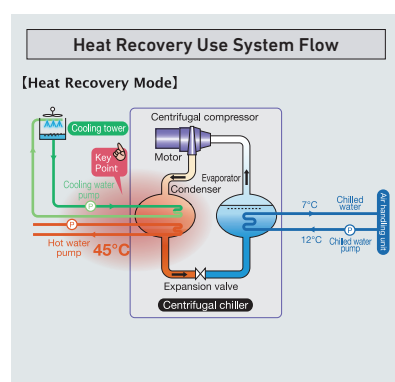 Heat Recovery Use System Flow
【Heat Recovery Mode】
Centrifugal compressor
Cooling tower
Motor
Key
Point
Evaporator
Condenser
Cooling water
pump
P
7°C
Chilled
water
Air handling unit
P
Hot water
pump
45°C
12°C
P
Chilled water
pump
Expansion valve
Centrifugal chiller